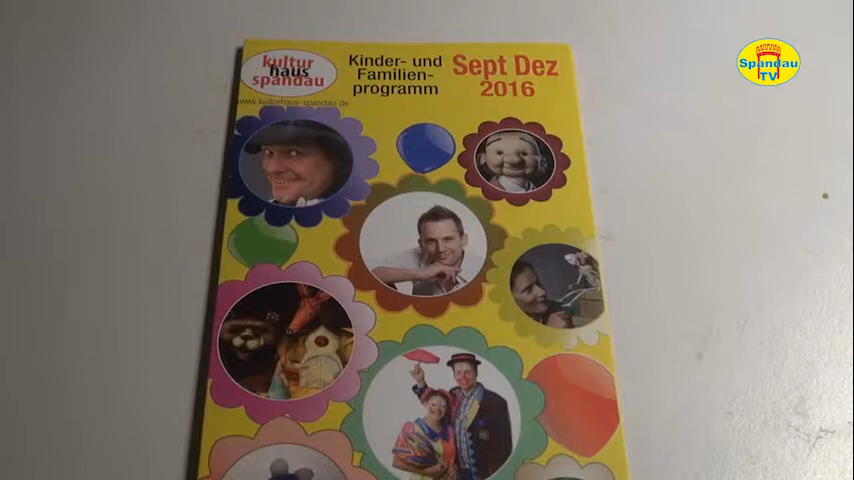 kultur
haus
spandau
www.kulturhaus-spandau.de
Kinder- und
Familien-
programm
Sept Dez
2016
Spandau
TV